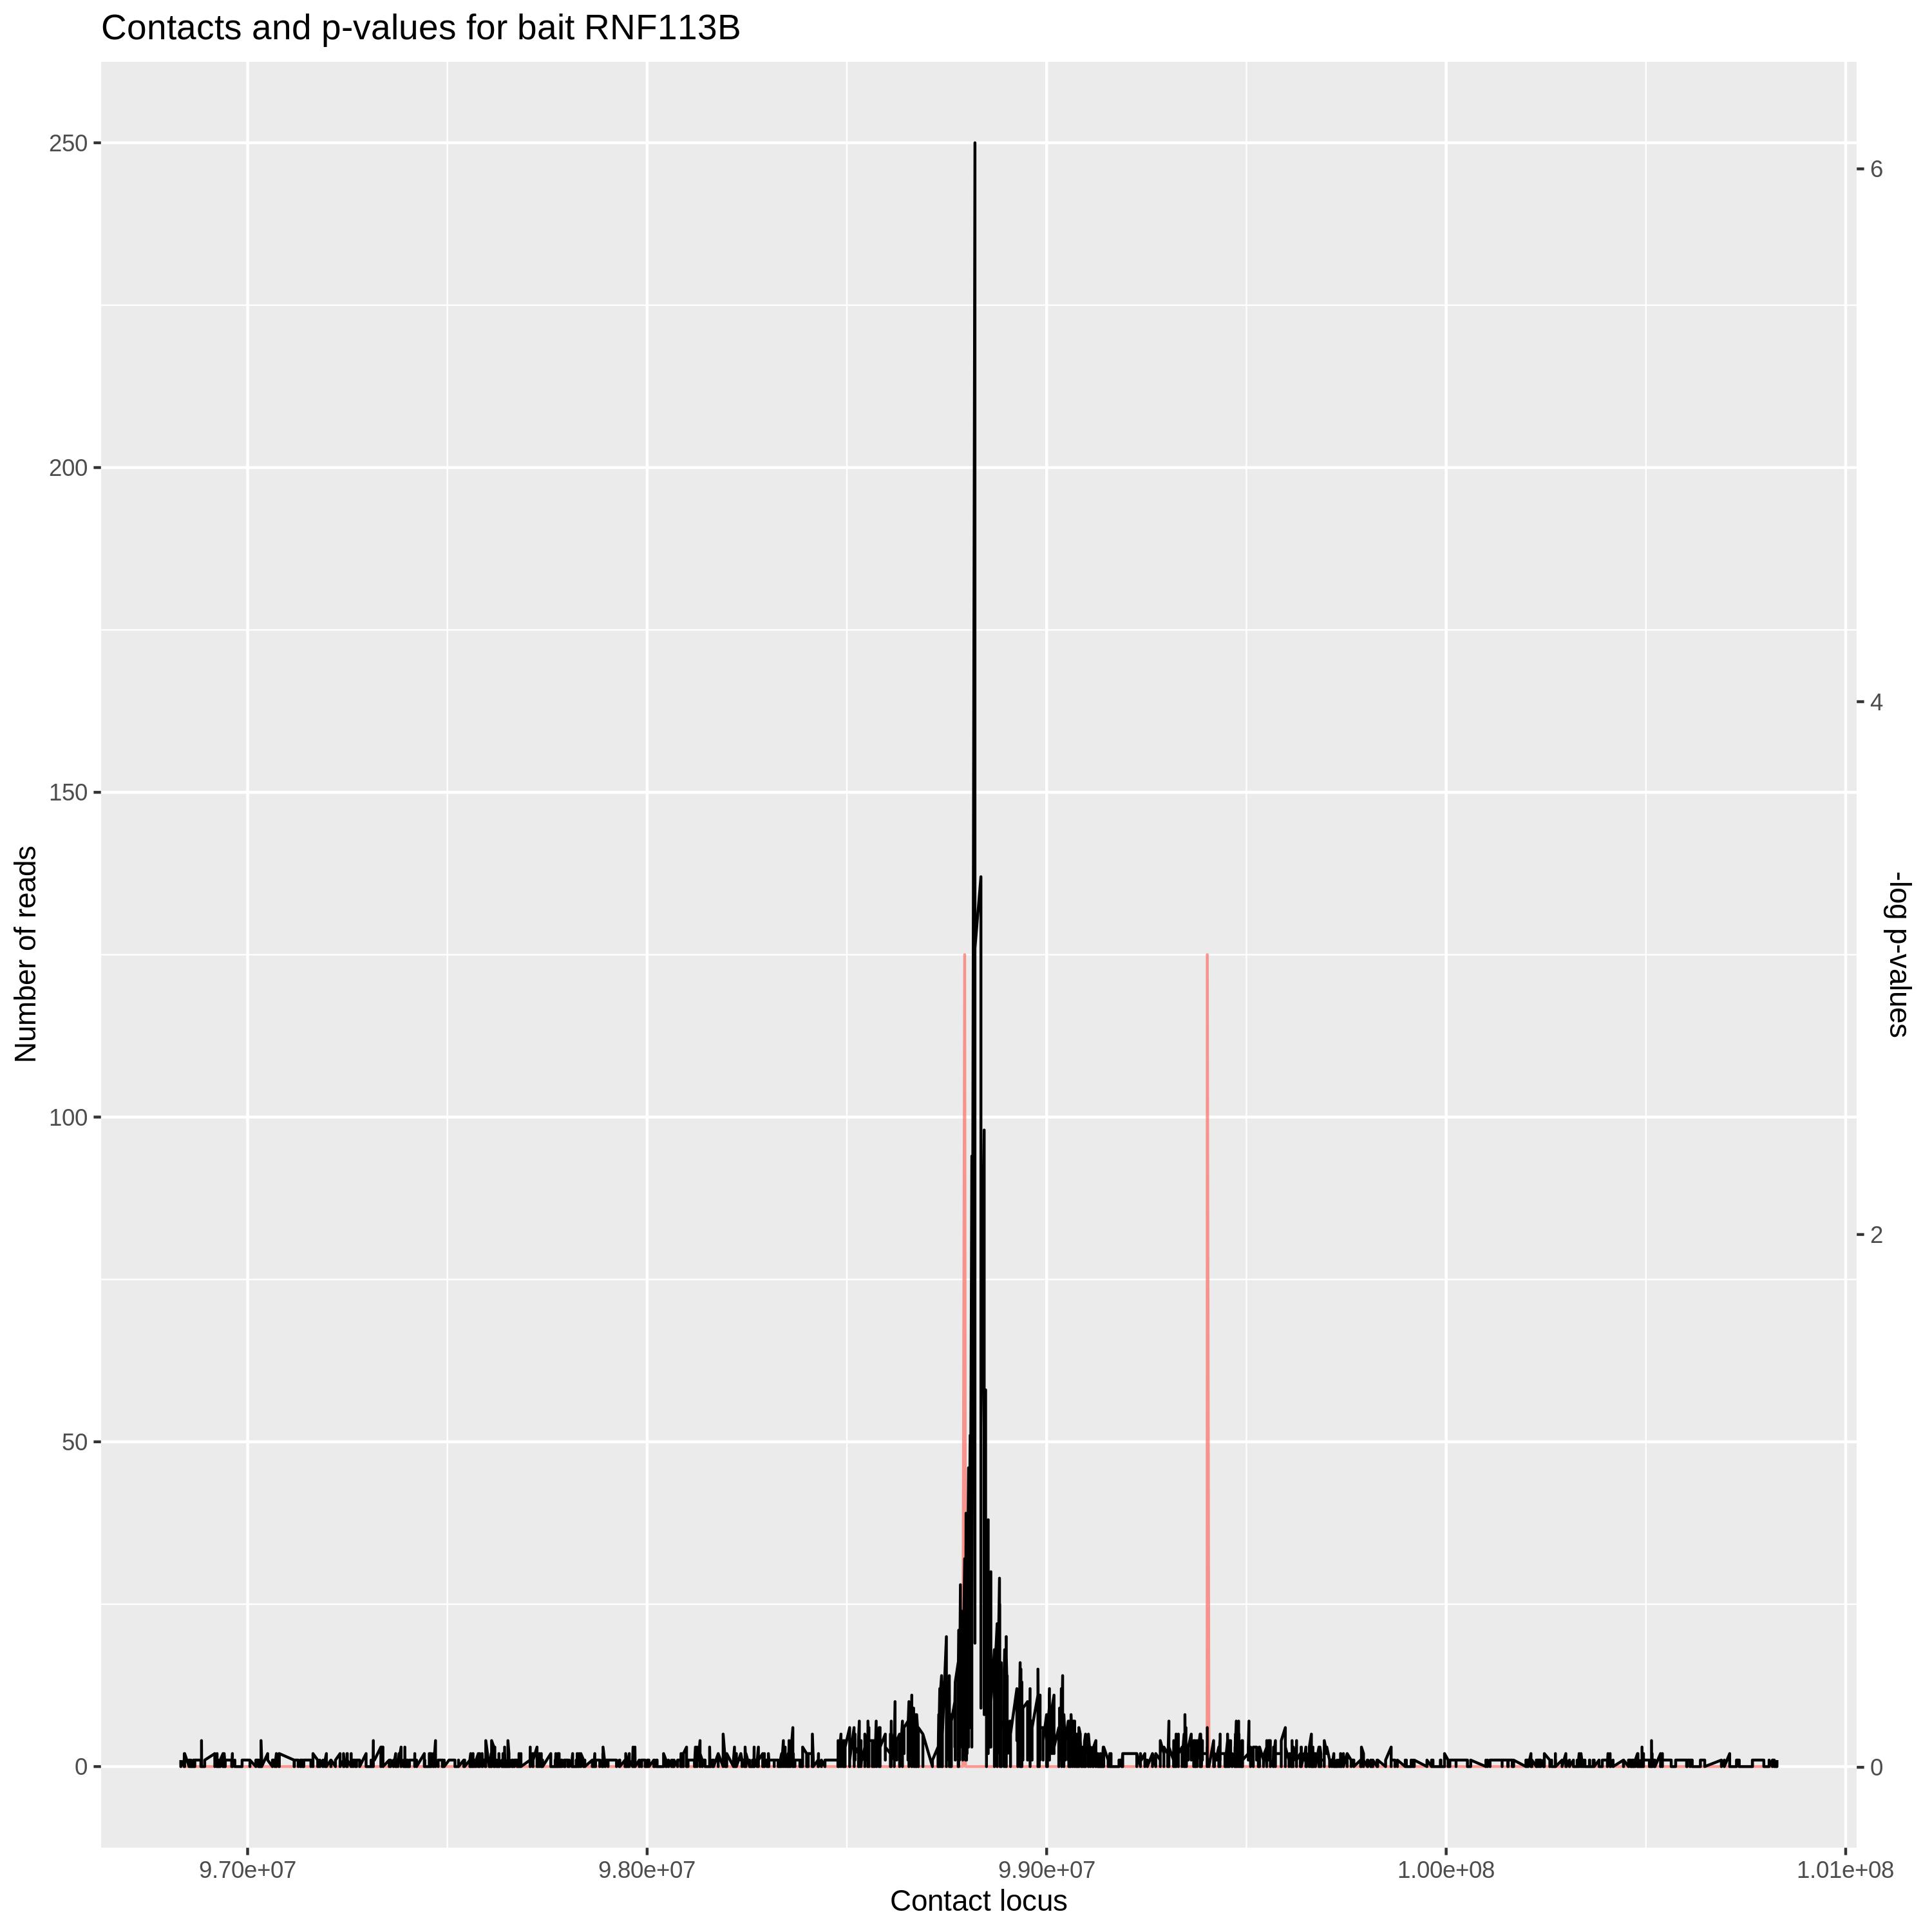 Contacts and p-values for bait RNF113B
250
200
150
100
50
0
Number of reads
6
4
2
0
-log p-values
9.70e+07
9.80e+07
9.90e+07
1.00e+08
1.01e+08
Contact locus